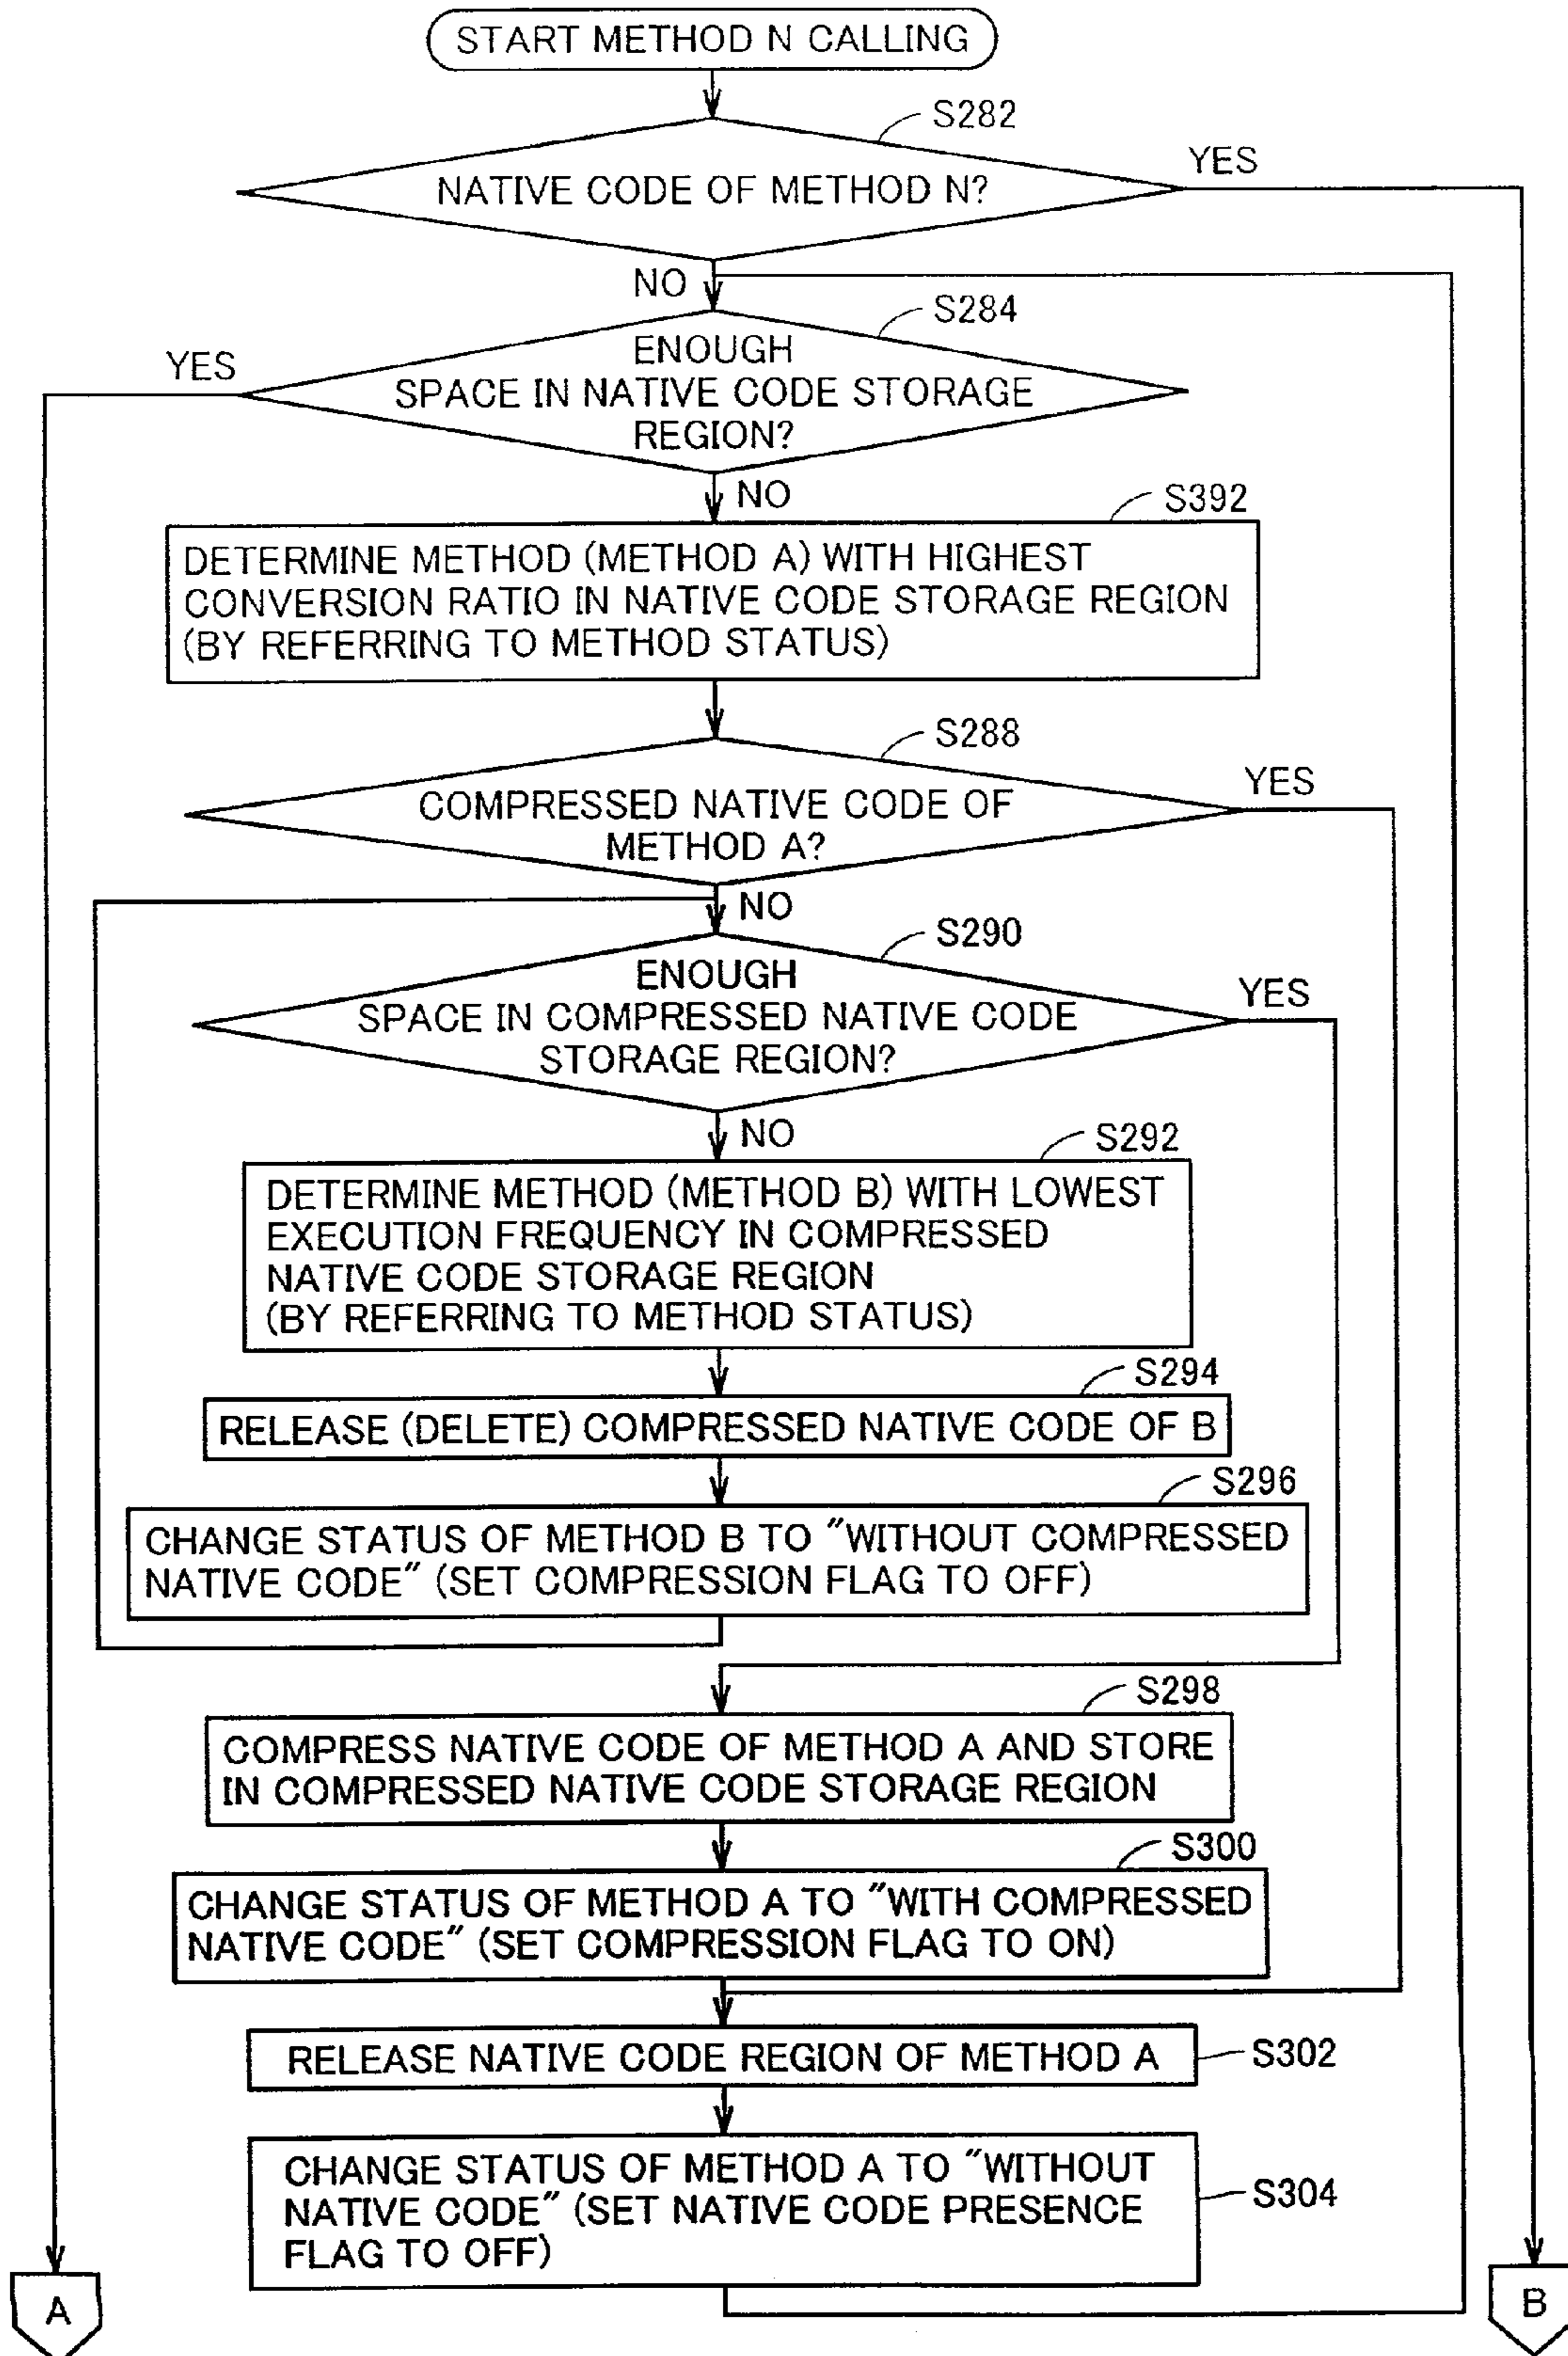 START METHOD N CALLING
S282
NATIVE CODE OF METHOD N?
YES
NO
S284
ENOUGH
SPACE IN NATIVE CODE STORAGE
REGION?
YES
NO
S392
DETERMINE METHOD (METHOD A) WITH HIGHEST
CONVERSION RATIO IN NATIVE CODE STORAGE REGION
(BY REFERRING TO METHOD STATUS)
S288
COMPRESSED NATIVE CODE OF
METHOD A?
YES
NO
S290
ENOUGH
SPACE IN COMPRESSED NATIVE CODE
STORAGE REGION?
YES
NO
S292
DETERMINE METHOD (METHOD B) WITH LOWEST
EXECUTION FREQUENCY IN COMPRESSED
NATIVE CODE STORAGE REGION
(BY REFERRING TO METHOD STATUS)
S294
RELEASE (DELETE) COMPRESSED NATIVE CODE OF B
S296
CHANGE STATUS OF METHOD B TO "WITHOUT COMPRESSED
NATIVE CODE" (SET COMPRESSION FLAG TO OFF)
S298
COMPRESS NATIVE CODE OF METHOD A AND STORE
IN COMPRESSED NATIVE CODE STORAGE REGION
S300
CHANGE STATUS OF METHOD A TO "WITH COMPRESSED
NATIVE CODE" (SET COMPRESSION FLAG TO ON)
RELEASE NATIVE CODE REGION OF METHOD A
S302
CHANGE STATUS OF METHOD A TO "WITHOUT
NATIVE CODE" (SET NATIVE CODE PRESENCE
FLAG TO OFF)
S304
A
B